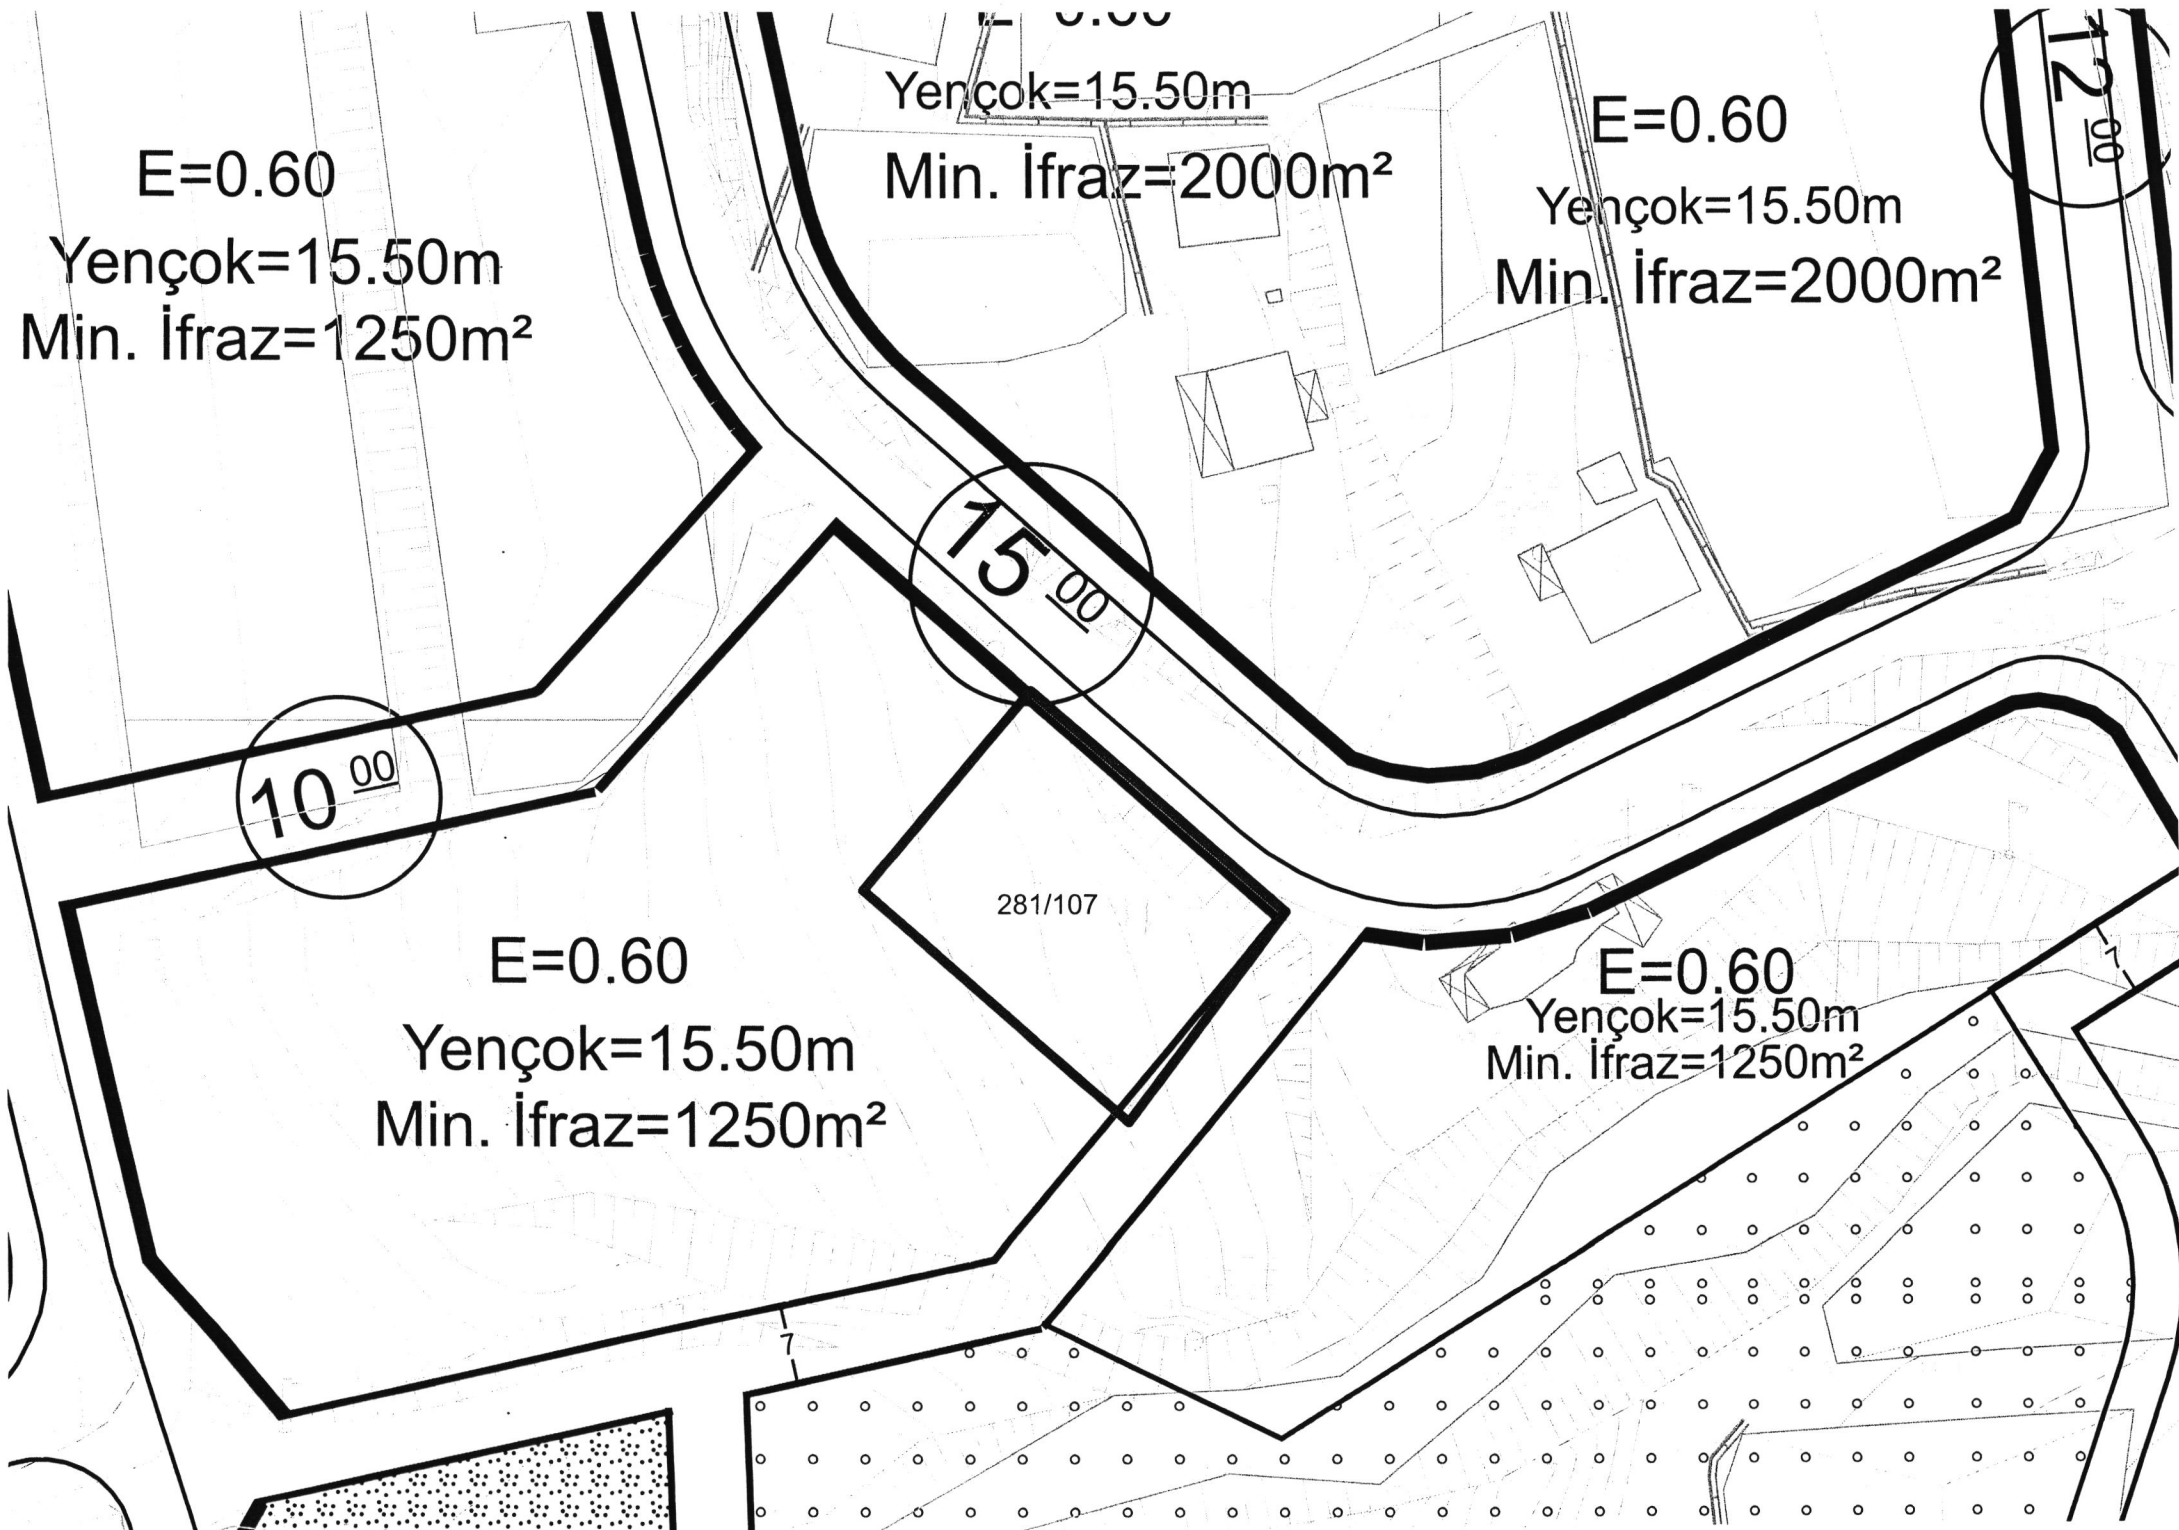 Yençok=15.50m
Min. İfraz=2000m²
E=0.60
Yençok=15.50m
Min. İfraz=2000m²
12 00
E=0.60
Yençok=15.50m
Min. İfraz=1250m²
15 00
10 00
281/107
E=0.60
Yençok=15.50m
Min. İfraz=1250m²
E=0.60
Yençok=15.50m
Min. İfraz=1250m²
7
7